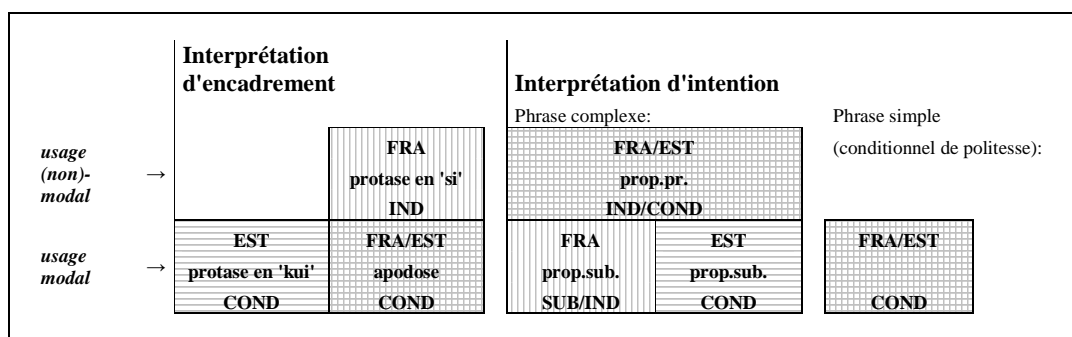 Interprétation
d'encadrement
Interprétation d'intention
Phrase complexe:
Phrase simple
(conditionnel de politesse):
usage
(non)-
modal
→
FRA
protase en 'si'
IND
FRA/EST
prop.pr.
IND/COND
usage
modal
→
EST
protase en 'kui'
COND
FRA/EST
apodose
COND
FRA
prop.sub.
SUB/IND
EST
prop.sub.
COND
FRA/EST
COND